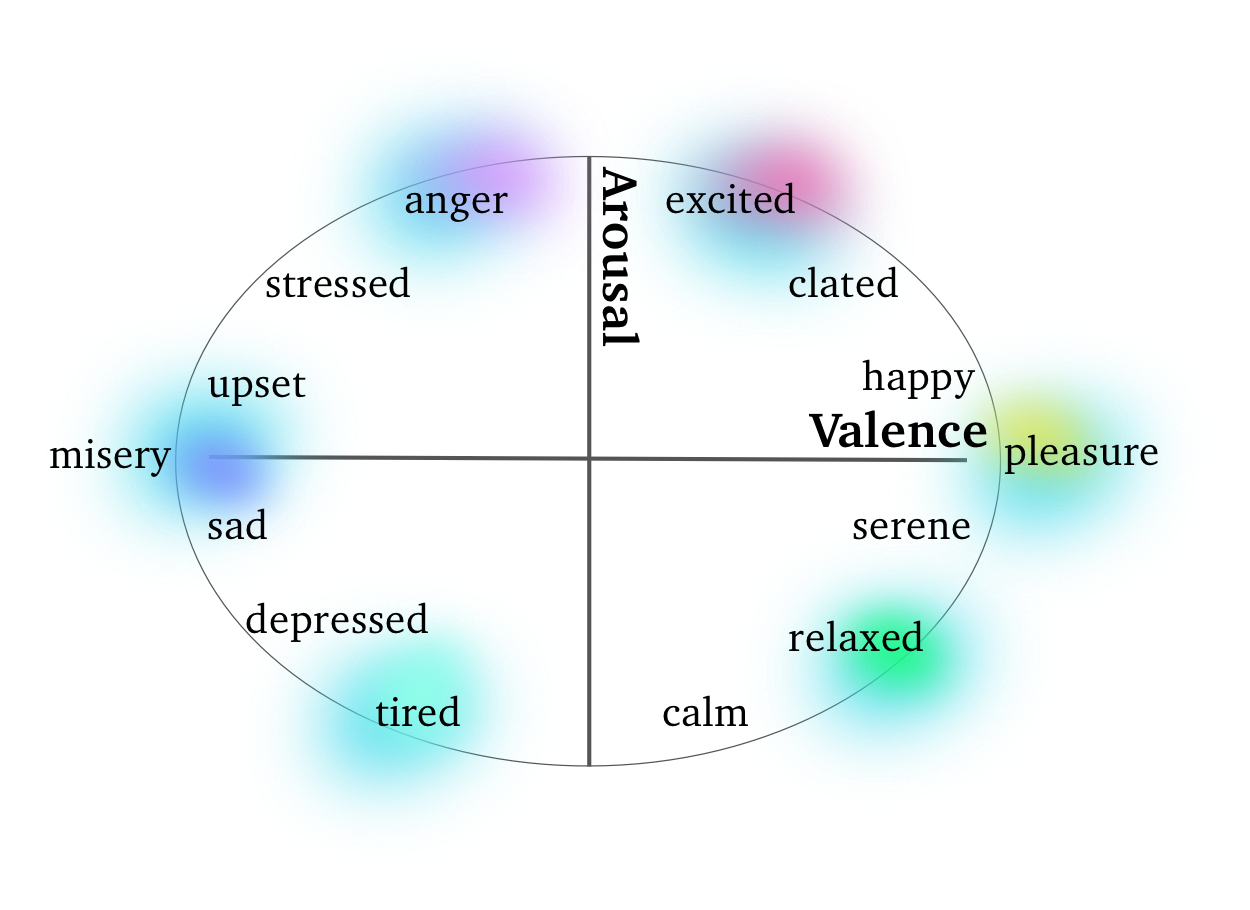 anger
excited
Arousal
stressed
clated
upset
happy
Valence
misery
pleasure
sad
serene
depressed
relaxed
tired
calm